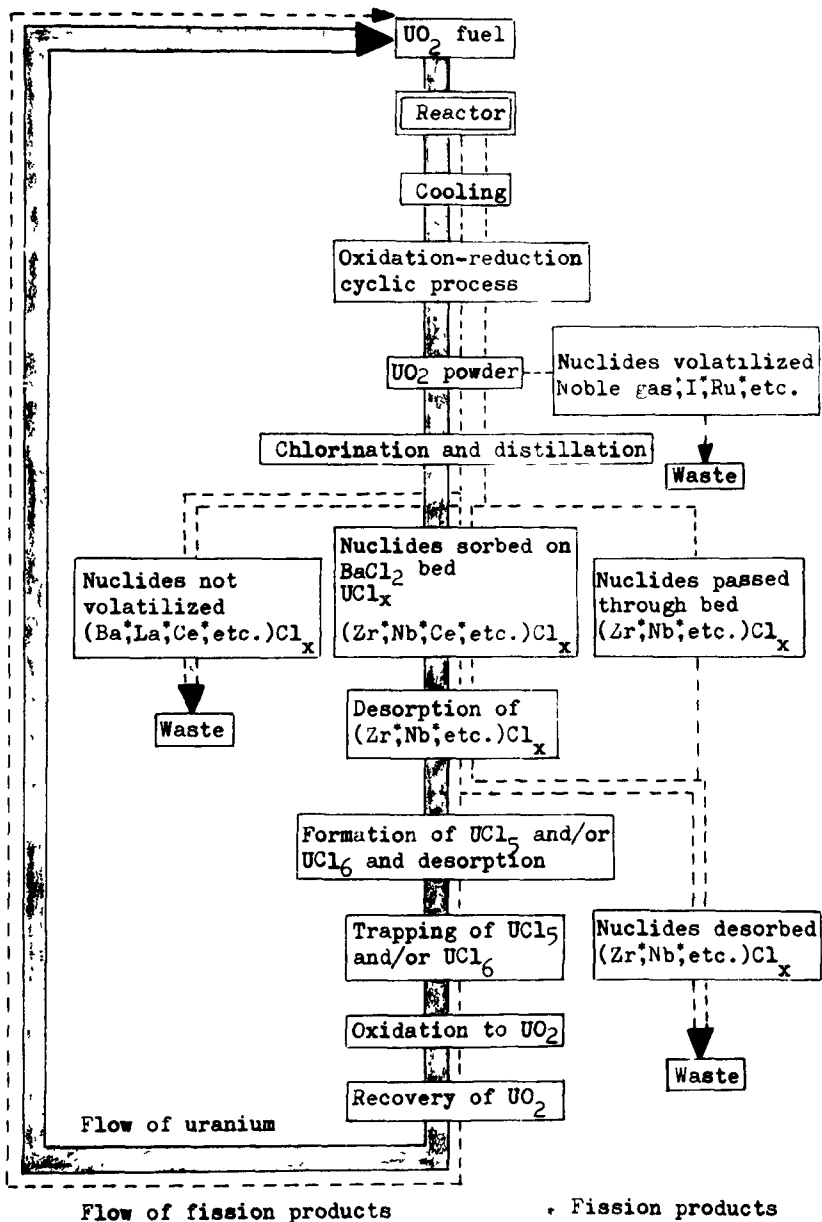 UO₂ fuel
Reactor
Cooling
Oxidation-reduction
cyclic process
UO₂ powder
Nuclides volatilized
Noble gas*,I*,Ru*,etc.
Waste
Chlorination and distillation
Nuclides not
volatilized
(Ba*,La*,Ce*,etc.)Clₓ
Waste
Nuclides sorbed on
BaCl₂ bed
UClₓ
(Zr*,Nb*,Ce*,etc.)Clₓ
Nuclides passed
through bed
(Zr*,Nb*,etc.)Clₓ
Desorption of
(Zr*,Nb*,etc.)Clₓ
Formation of UCl₅ and/or
UCl₆ and desorption
Trapping of UCl₅
and/or UCl₆
Nuclides desorbed
(Zr*,Nb*,etc.)Clₓ
Waste
Oxidation to UO₂
Recovery of UO₂
Flow of uranium
Flow of fission products
* Fission products